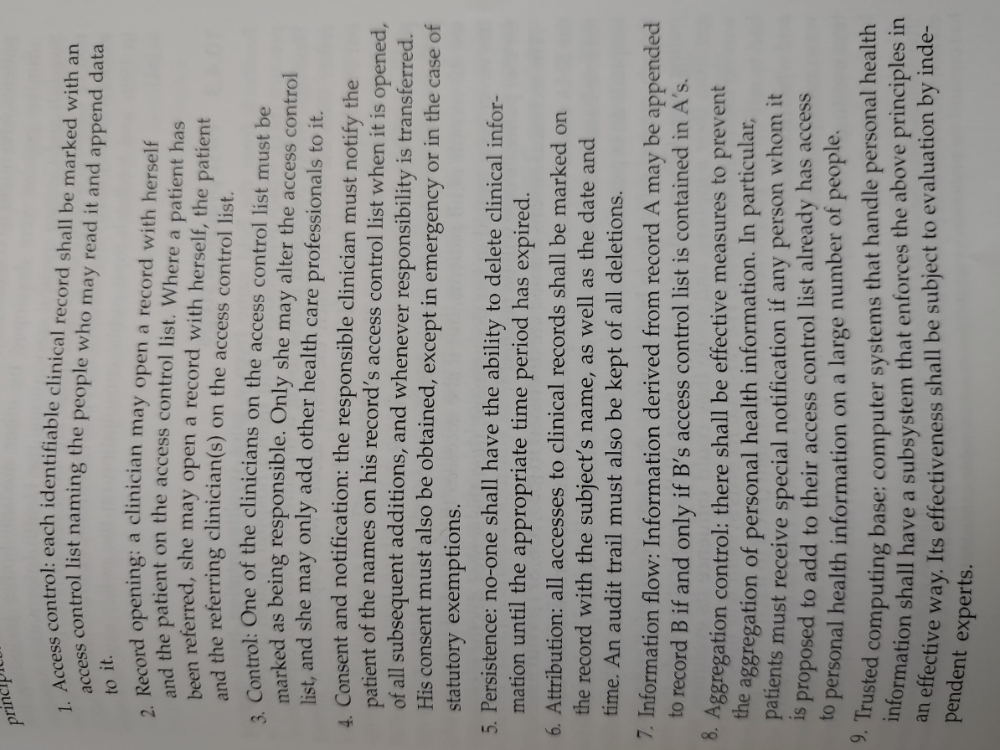 principles
1. Access control: each identifiable clinical record shall be marked with an
access control list naming the people who may read it and append data
to it.
2. Record opening: a clinician may open a record with herself
and the patient on the access control list. Where a patient has
been referred, she may open a record with herself, the patient
and the referring clinician(s) on the access control list.
3. Control: One of the clinicians on the access control list must be
marked as being responsible. Only she may alter the access control
list, and she may only add other health care professionals to it.
4. Consent and notification: the responsible clinician must notify the
patient of the names on his record's access control list when it is opened,
of all subsequent additions, and whenever responsibility is transferred.
His consent must also be obtained, except in emergency or in the case of
statutory exemptions.
5. Persistence: no-one shall have the ability to delete clinical infor-
mation until the appropriate time period has expired.
6. Attribution: all accesses to clinical records shall be marked on
the record with the subject's name, as well as the date and
time. An audit trail must also be kept of all deletions.
7. Information flow: Information derived from record A may be appended
to record B if and only if B's access control list is contained in A's.
8. Aggregation control: there shall be effective measures to prevent
the aggregation of personal health information. In particular,
patients must receive special notification if any person whom it
is proposed to add to their access control list already has access
to personal health information on a large number of people.
9. Trusted computing base: computer systems that handle personal health
information shall have a subsystem that enforces the above principles in
an effective way. Its effectiveness shall be subject to evaluation by inde-
pendent experts.